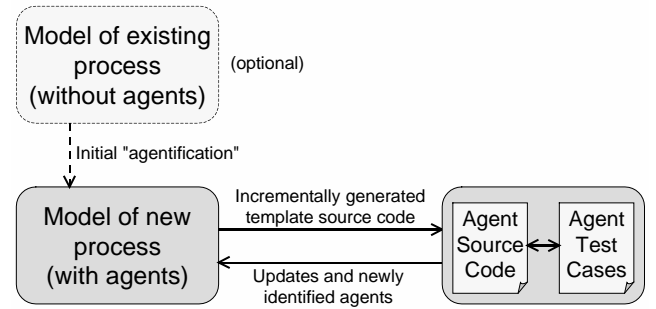 Model of existing
process
(without agents)
(optional)
Initial "agentification"
Model of new
process
(with agents)
Incrementally generated
template source code
Updates and newly
identified agents
Agent
Source
Code
Agent
Test
Cases